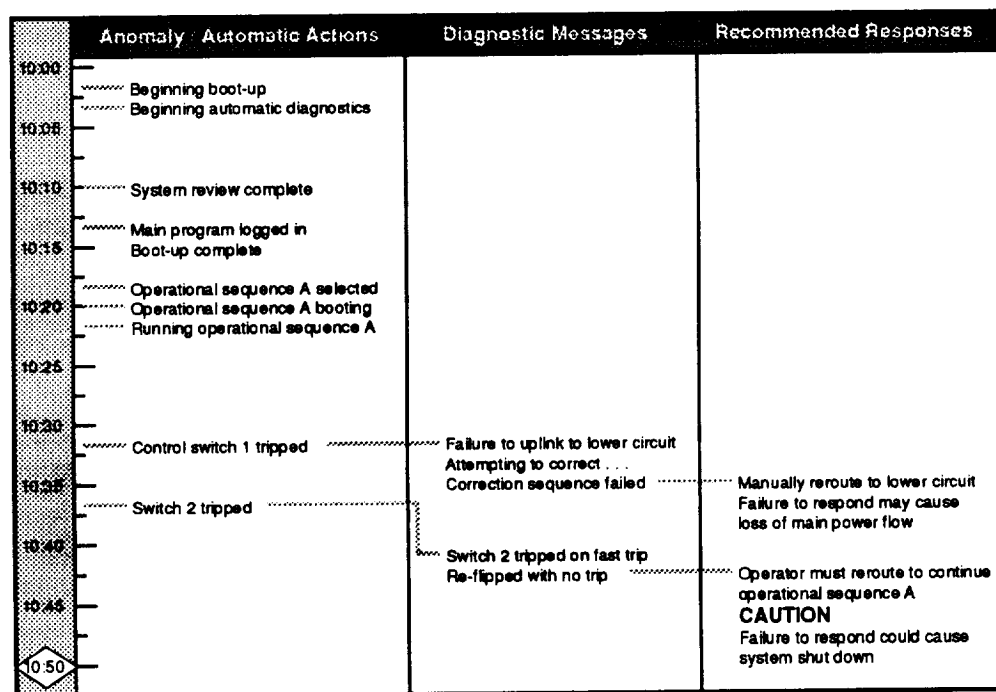 Anomaly / Automatic Actions
Diagnostic Messages
Recommended Responses
10:00
Beginning boot-up
Beginning automatic diagnostics
10:05
10:10
System review complete
Main program logged in
Boot-up complete
10:15
Operational sequence A selected
10:20
Operational sequence A booting
Running operational sequence A
10:25
10:30
Control switch 1 tripped
Failure to uplink to lower circuit
Attempting to correct . . .
Correction sequence failed
10:35
Manually reroute to lower circuit
Failure to respond may cause
loss of main power flow
Switch 2 tripped
10:40
Switch 2 tripped on fast trip
Re-flipped with no trip
Operator must reroute to continue
operational sequence A
CAUTION
Failure to respond could cause
system shut down
10:45
10:50